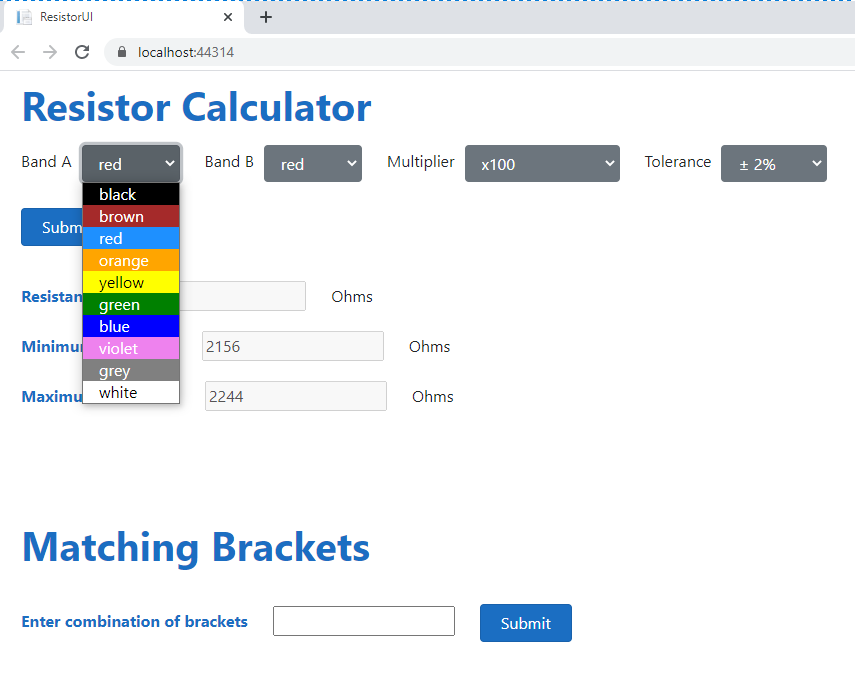 ResistorUI
localhost:44314
Resistor Calculator
Band A red Band B red Multiplier x100 Tolerance ± 2%
black
brown
Subm red
orange
yellow
Resistan green Ohms
blue
Minimu violet 2156 Ohms
grey
Maximu white 2244 Ohms
Matching Brackets
Enter combination of brackets Submit